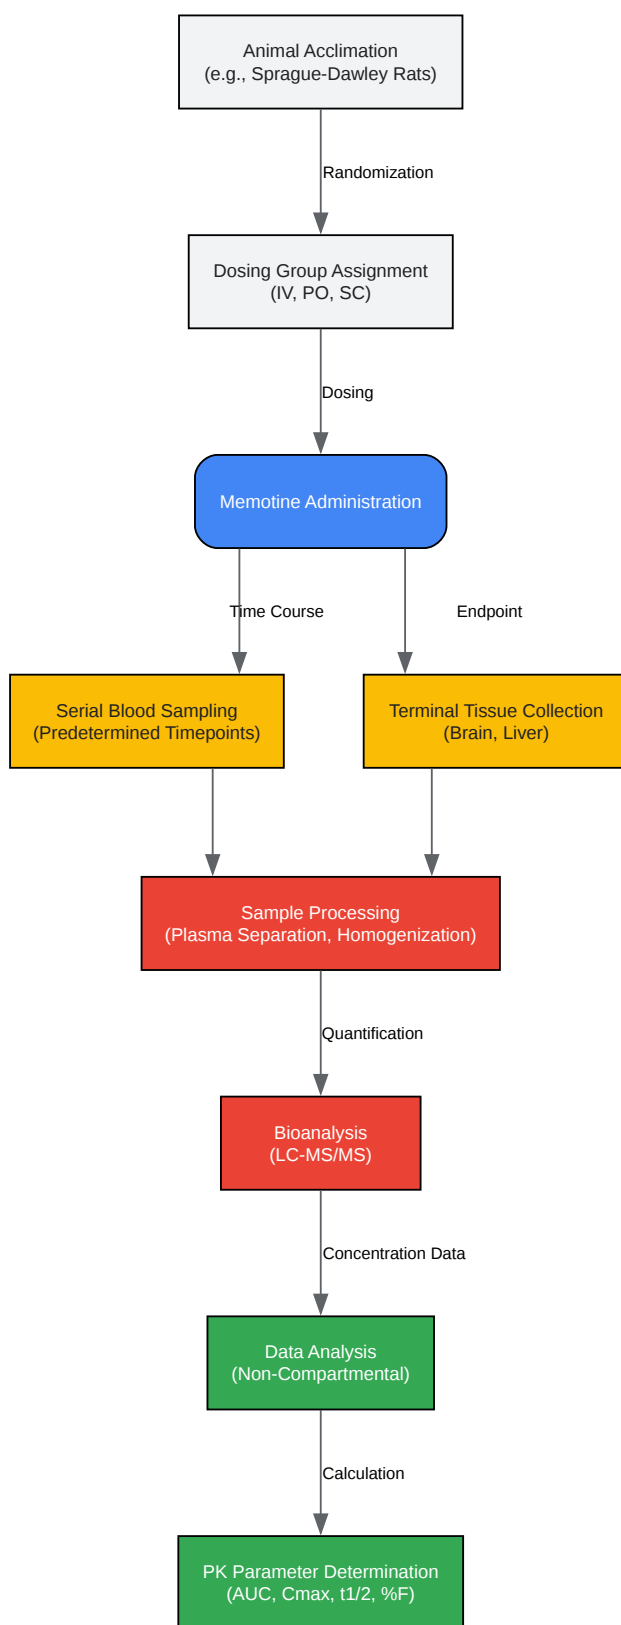 Animal Acclimation
(e.g., Sprague-Dawley Rats)
Randomization
Dosing Group Assignment
(IV, PO, SC)
Dosing
Memotine Administration
Time Course
Endpoint
Serial Blood Sampling
(Predetermined Timepoints)
Terminal Tissue Collection
(Brain, Liver)
Sample Processing
(Plasma Separation, Homogenization)
Quantification
Bioanalysis
(LC-MS/MS)
Concentration Data
Data Analysis
(Non-Compartmental)
Calculation
PK Parameter Determination
(AUC, Cmax, t1/2, %F)